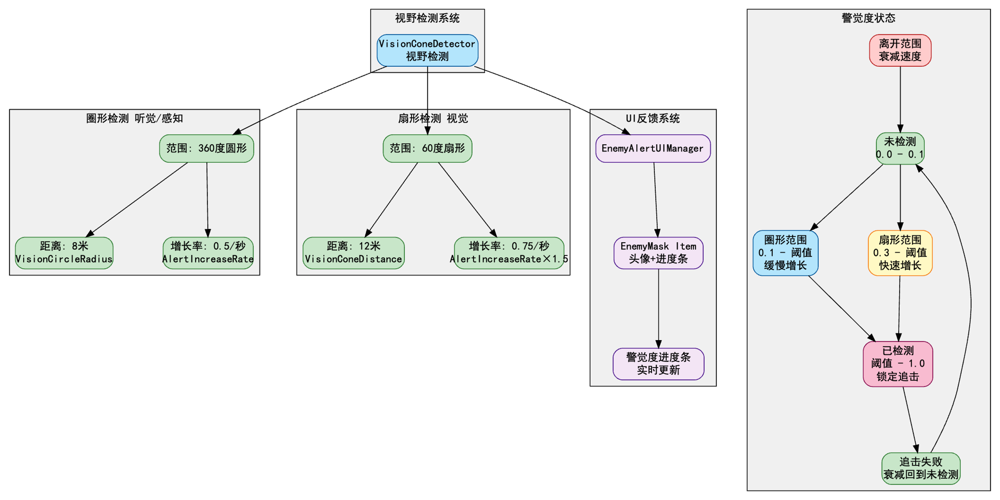 视野检测系统
VisionConeDetector
视野检测
圈形检测 听觉/感知
范围: 360度圆形
距离: 8米
VisionCircleRadius
增长率: 0.5/秒
AlertIncreaseRate
扇形检测 视觉
范围: 60度扇形
距离: 12米
VisionConeDistance
增长率: 0.75/秒
AlertIncreaseRate×1.5
UI反馈系统
EnemyAlertUIManager
EnemyMask Item
头像+进度条
警觉度进度条
实时更新
警觉度状态
离开范围
衰减速度
未检测
0.0 - 0.1
圈形范围
0.1 - 阈值
缓慢增长
扇形范围
0.3 - 阈值
快速增长
已检测
阈值 - 1.0
锁定追击
追击失败
衰减回到未检测